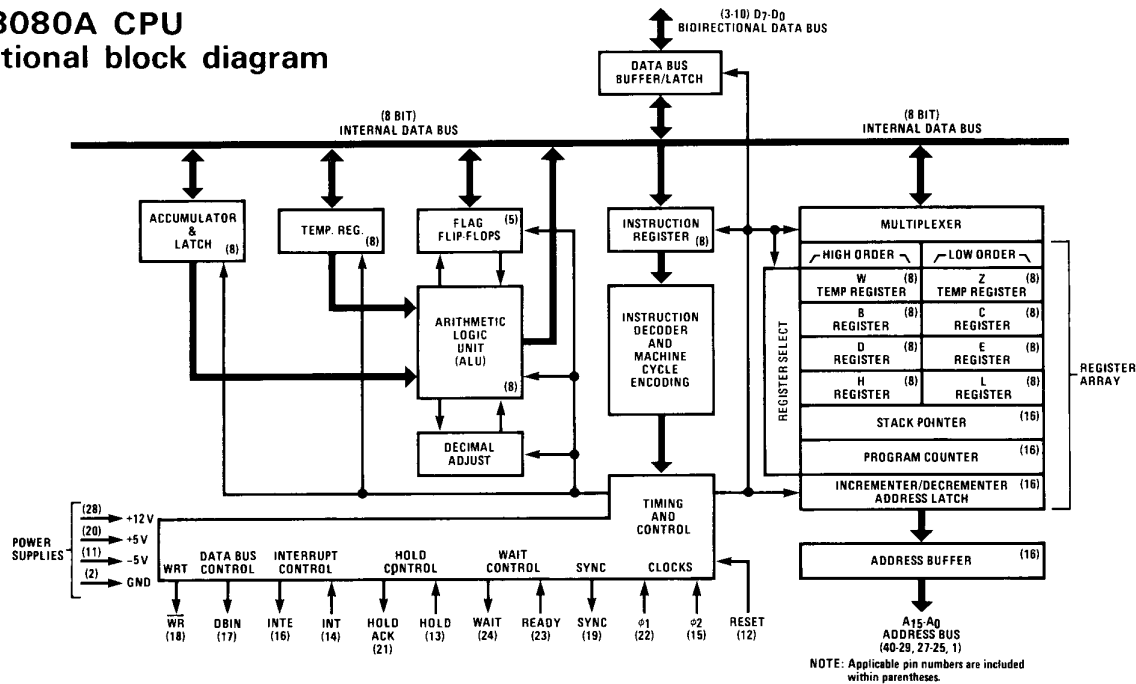 8080A CPU
tional block diagram
(3-10) D7-D0
BIDIRECTIONAL DATA BUS
DATA BUS
BUFFER/LATCH
(8 BIT)
INTERNAL DATA BUS
(8 BIT)
INTERNAL DATA BUS
ACCUMULATOR
&
LATCH
(8)
TEMP. REG.
(8)
(5)
FLAG
FLIP-FLOPS
INSTRUCTION
REGISTER
(8)
MULTIPLEXER
HIGH ORDER
LOW ORDER
W (8)
TEMP REGISTER
Z (8)
TEMP REGISTER
B (8)
REGISTER
C (8)
REGISTER
D (8)
REGISTER
E (8)
REGISTER
H (8)
REGISTER
L (8)
REGISTER
STACK POINTER (16)
PROGRAM COUNTER (16)
INCREMENTER/DECREMENTER (16)
ADDRESS LATCH
REGISTER SELECT
REGISTER
ARRAY
ARITHMETIC
LOGIC
UNIT
(ALU)
(8)
INSTRUCTION
DECODER
AND
MACHINE
CYCLE
ENCODING
DECIMAL
ADJUST
TIMING
AND
CONTROL
ADDRESS BUFFER (16)
POWER
SUPPLIES
(28) +12V
(20) +5V
(11) −5V
(2) GND
WRT
DATA BUS
CONTROL
INTERRUPT
CONTROL
HOLD
CONTROL
WAIT
CONTROL
SYNC
CLOCKS
W̅R̅
(18)
DBIN
(17)
INTE
(16)
INT
(14)
HOLD
ACK
(21)
HOLD
(13)
WAIT
(24)
READY
(23)
SYNC
(19)
φ1
(22)
φ2
(15)
RESET
(12)
A15-A0
ADDRESS BUS
(40-29, 27-25, 1)
NOTE: Applicable pin numbers are included
within parentheses.